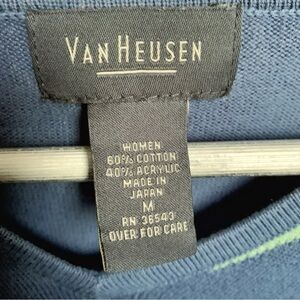 VAN HEUSEN
WOMEN
60% COTTON
40% ACRYLIC
MADE IN
JAPAN
M
RN 36543
OVER FOR CARE